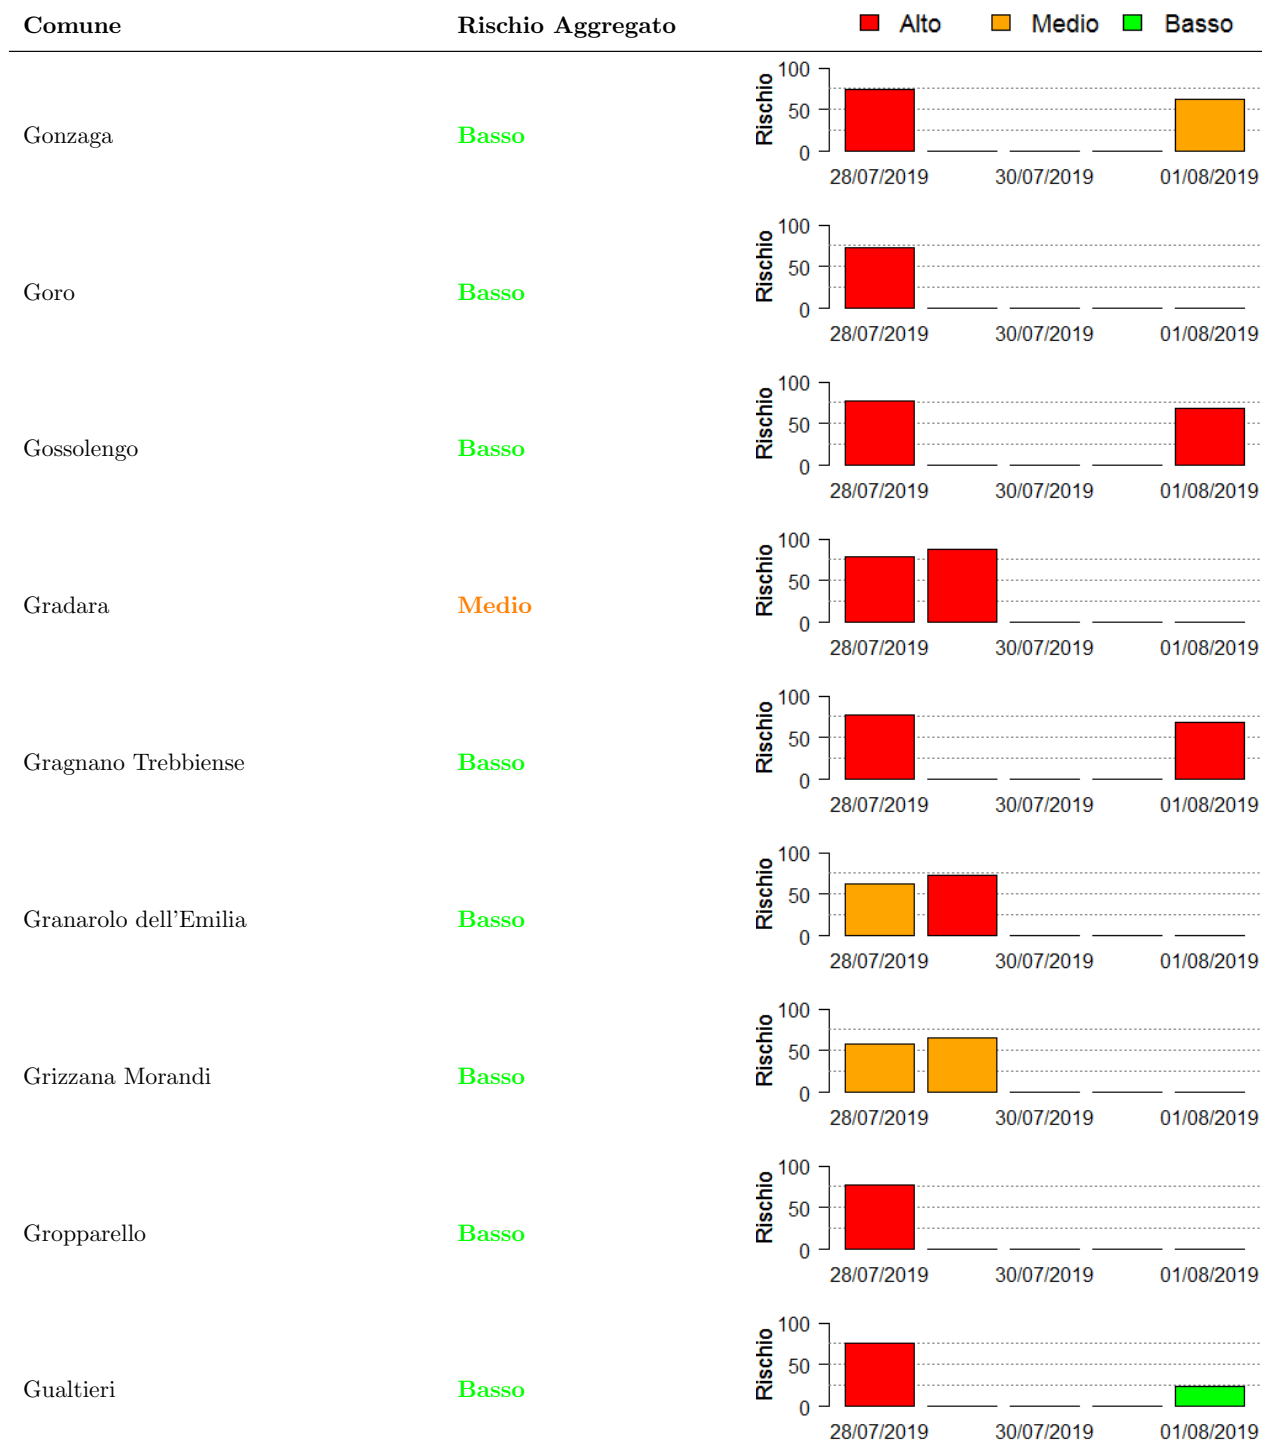 Comune Rischio Aggregato Alto Medio Basso
Gonzaga Basso Rischio 100 50 0
28/07/2019 30/07/2019 01/08/2019
Goro Basso Rischio 100 50 0
28/07/2019 30/07/2019 01/08/2019
Gossolengo Basso Rischio 100 50 0
28/07/2019 30/07/2019 01/08/2019
Gradara Medio Rischio 100 50 0
28/07/2019 30/07/2019 01/08/2019
Gragnano Trebbiense Basso Rischio 100 50 0
28/07/2019 30/07/2019 01/08/2019
Granarolo dell'Emilia Basso Rischio 100 50 0
28/07/2019 30/07/2019 01/08/2019
Grizzana Morandi Basso Rischio 100 50 0
28/07/2019 30/07/2019 01/08/2019
Gropparello Basso Rischio 100 50 0
28/07/2019 30/07/2019 01/08/2019
Gualtieri Basso Rischio 100 50 0
28/07/2019 30/07/2019 01/08/2019